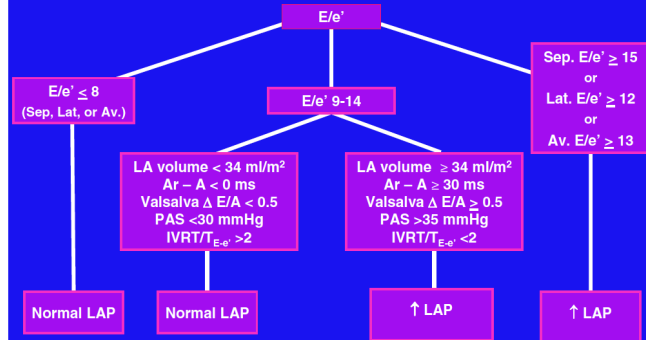 E/e'
E/e' ≤ 8
(Sep, Lat, or Av.)
E/e' 9-14
Sep. E/e' ≥ 15
or
Lat. E/e' ≥ 12
or
Av. E/e' ≥ 13
LA volume < 34 ml/m²
Ar – A < 0 ms
Valsalva Δ E/A < 0.5
PAS <30 mmHg
IVRT/T_E-e' >2
LA volume ≥ 34 ml/m²
Ar – A ≥ 30 ms
Valsalva Δ E/A ≥ 0.5
PAS >35 mmHg
IVRT/T_E-e' <2
Normal LAP
Normal LAP
↑ LAP
↑ LAP